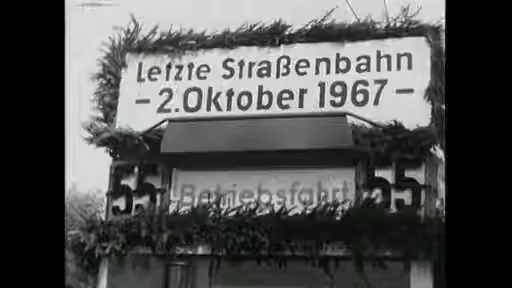 Letzte Straßenbahn
- 2.Oktober 1967 -
55 Betriebsfahrt 55